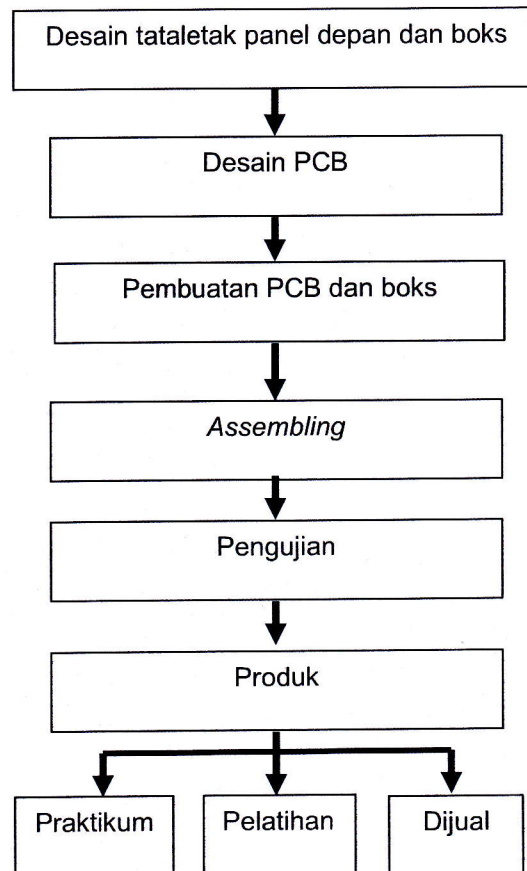 Desain tataletak panel depan dan boks
Desain PCB
Pembuatan PCB dan boks
Assembling
Pengujian
Produk
Praktikum
Pelatihan
Dijual